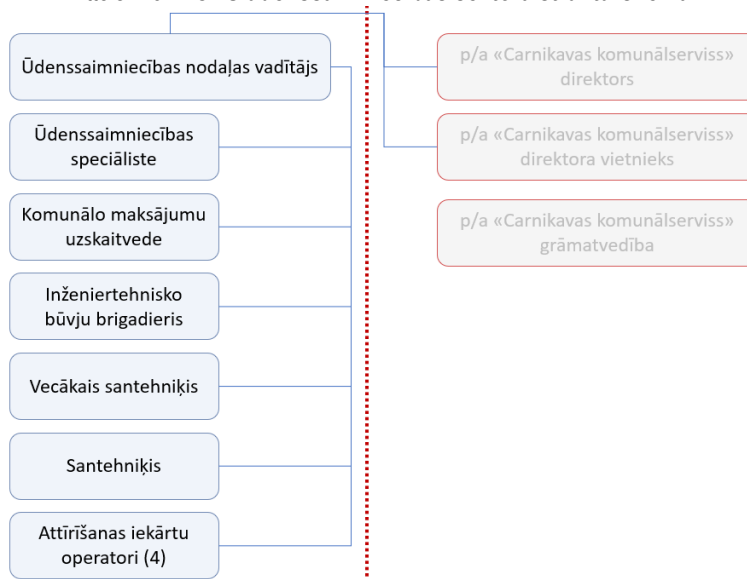 Ūdenssaimniecības nodaļas vadītājs
Ūdenssaimniecības
speciāliste
Komunālo maksājumu
uzskaitvede
Inženiertehnisko
būvju brigadieris
Vecākais santehniķis
Santehniķis
Attīrīšanas iekārtu
operatori (4)
p/a «Carnikavas komunālserviss»
direktors
p/a «Carnikavas komunālserviss»
direktora vietnieks
p/a «Carnikavas komunālserviss»
grāmatvedība